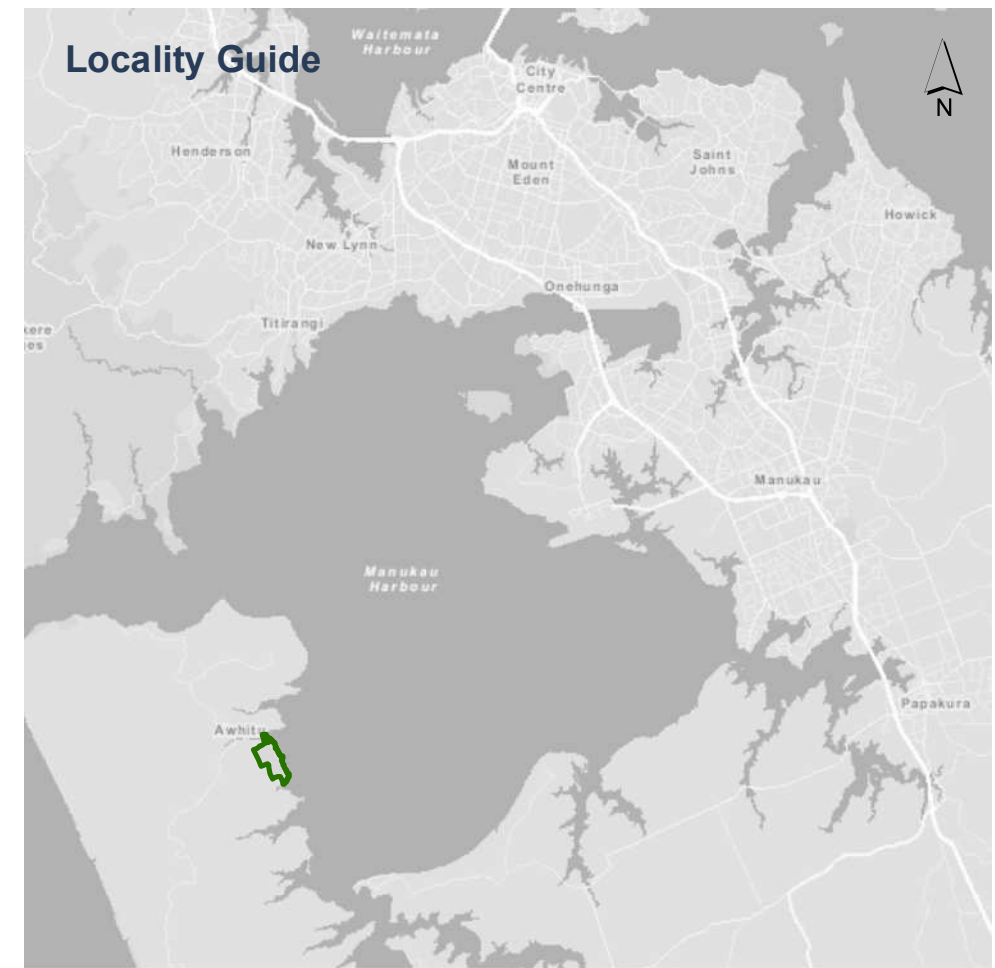 Locality Guide
Waitemata
Harbour
N
City
Centre
Henderson
Mount
Eden
Saint
Johns
Howick
New Lynn
Onehunga
Titirangi
Manukau
Manukau
Harbour
Awhitu
Papakura